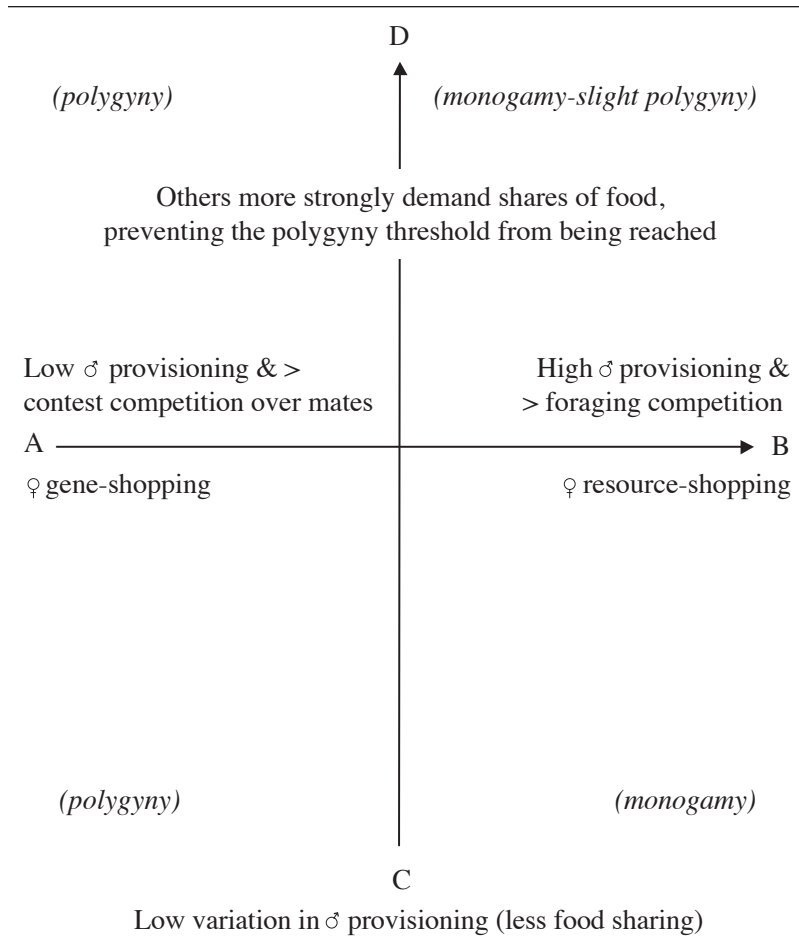 D
(polygyny) (monogamy-slight polygyny)
Others more strongly demand shares of food,
preventing the polygyny threshold from being reached
Low ♂ provisioning & >
contest competition over mates
High ♂ provisioning &
> foraging competition
A
B
♀ gene-shopping
♀ resource-shopping
(polygyny) (monogamy)
C
Low variation in ♂ provisioning (less food sharing)